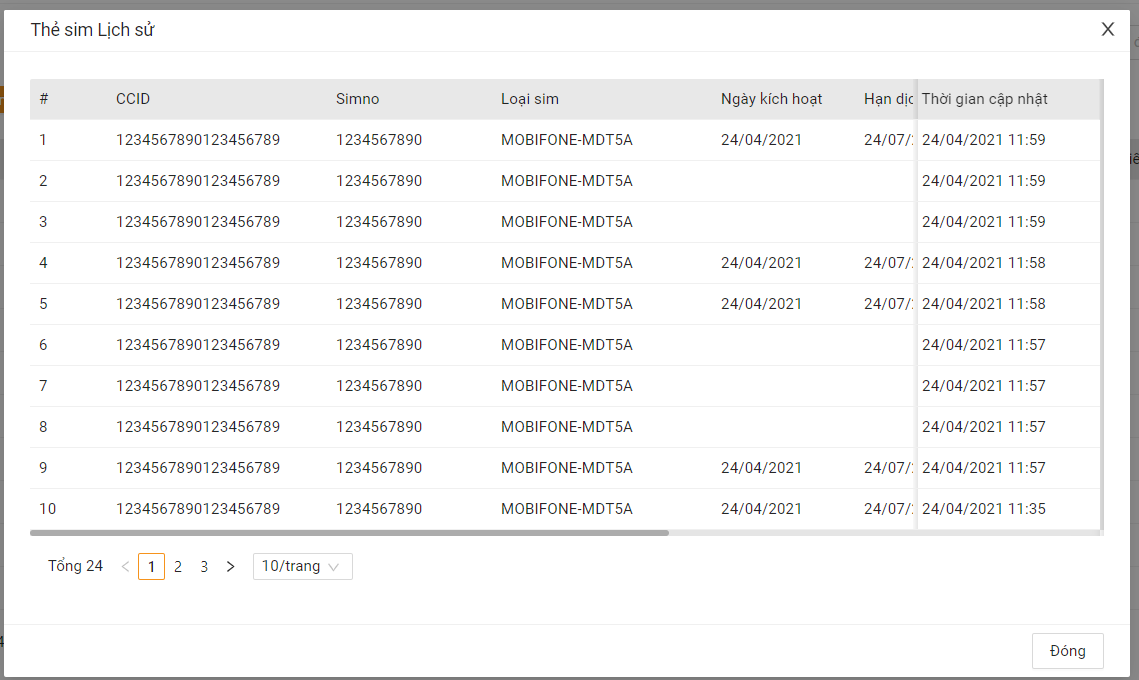 Thẻ sim Lịch sử
# CCID Simno Loại sim Ngày kích hoạt Hạn Thời gian cập nhật
1 1234567890123456789 1234567890 MOBIFONE-MDT5A 24/04/2021 24/07/ 24/04/2021 11:59
2 1234567890123456789 1234567890 MOBIFONE-MDT5A 24/04/2021 11:59
3 1234567890123456789 1234567890 MOBIFONE-MDT5A 24/04/2021 11:59
4 1234567890123456789 1234567890 MOBIFONE-MDT5A 24/04/2021 24/07/ 24/04/2021 11:58
5 1234567890123456789 1234567890 MOBIFONE-MDT5A 24/04/2021 24/07/ 24/04/2021 11:58
6 1234567890123456789 1234567890 MOBIFONE-MDT5A 24/04/2021 11:57
7 1234567890123456789 1234567890 MOBIFONE-MDT5A 24/04/2021 11:57
8 1234567890123456789 1234567890 MOBIFONE-MDT5A 24/04/2021 11:57
9 1234567890123456789 1234567890 MOBIFONE-MDT5A 24/04/2021 24/07/ 24/04/2021 11:57
10 1234567890123456789 1234567890 MOBIFONE-MDT5A 24/04/2021 24/07/ 24/04/2021 11:35
Tổng 24 < 1 2 3 > 10/trang
Đóng